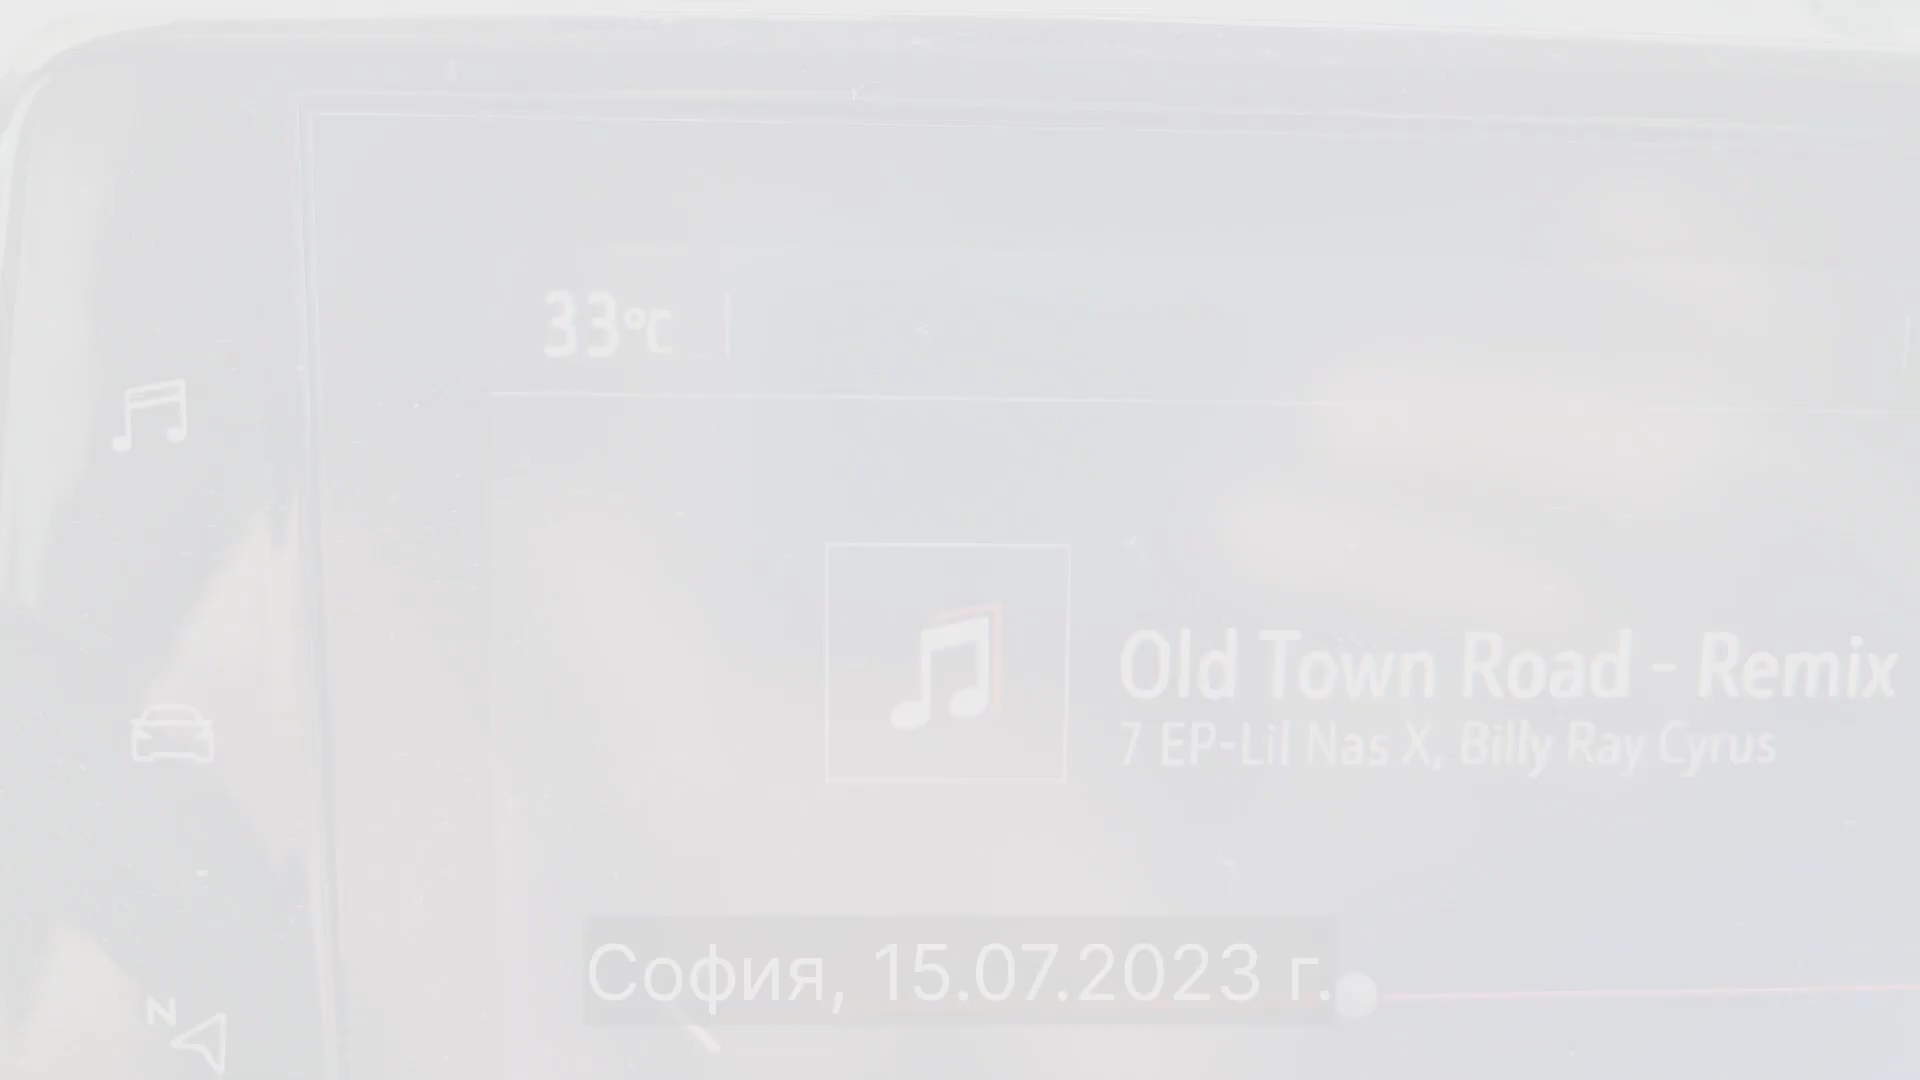 33°C
Old Town Road - Remix
7 EP-Lil Nas X, Billy Ray Cyrus
N
София, 15.07.2023 г.